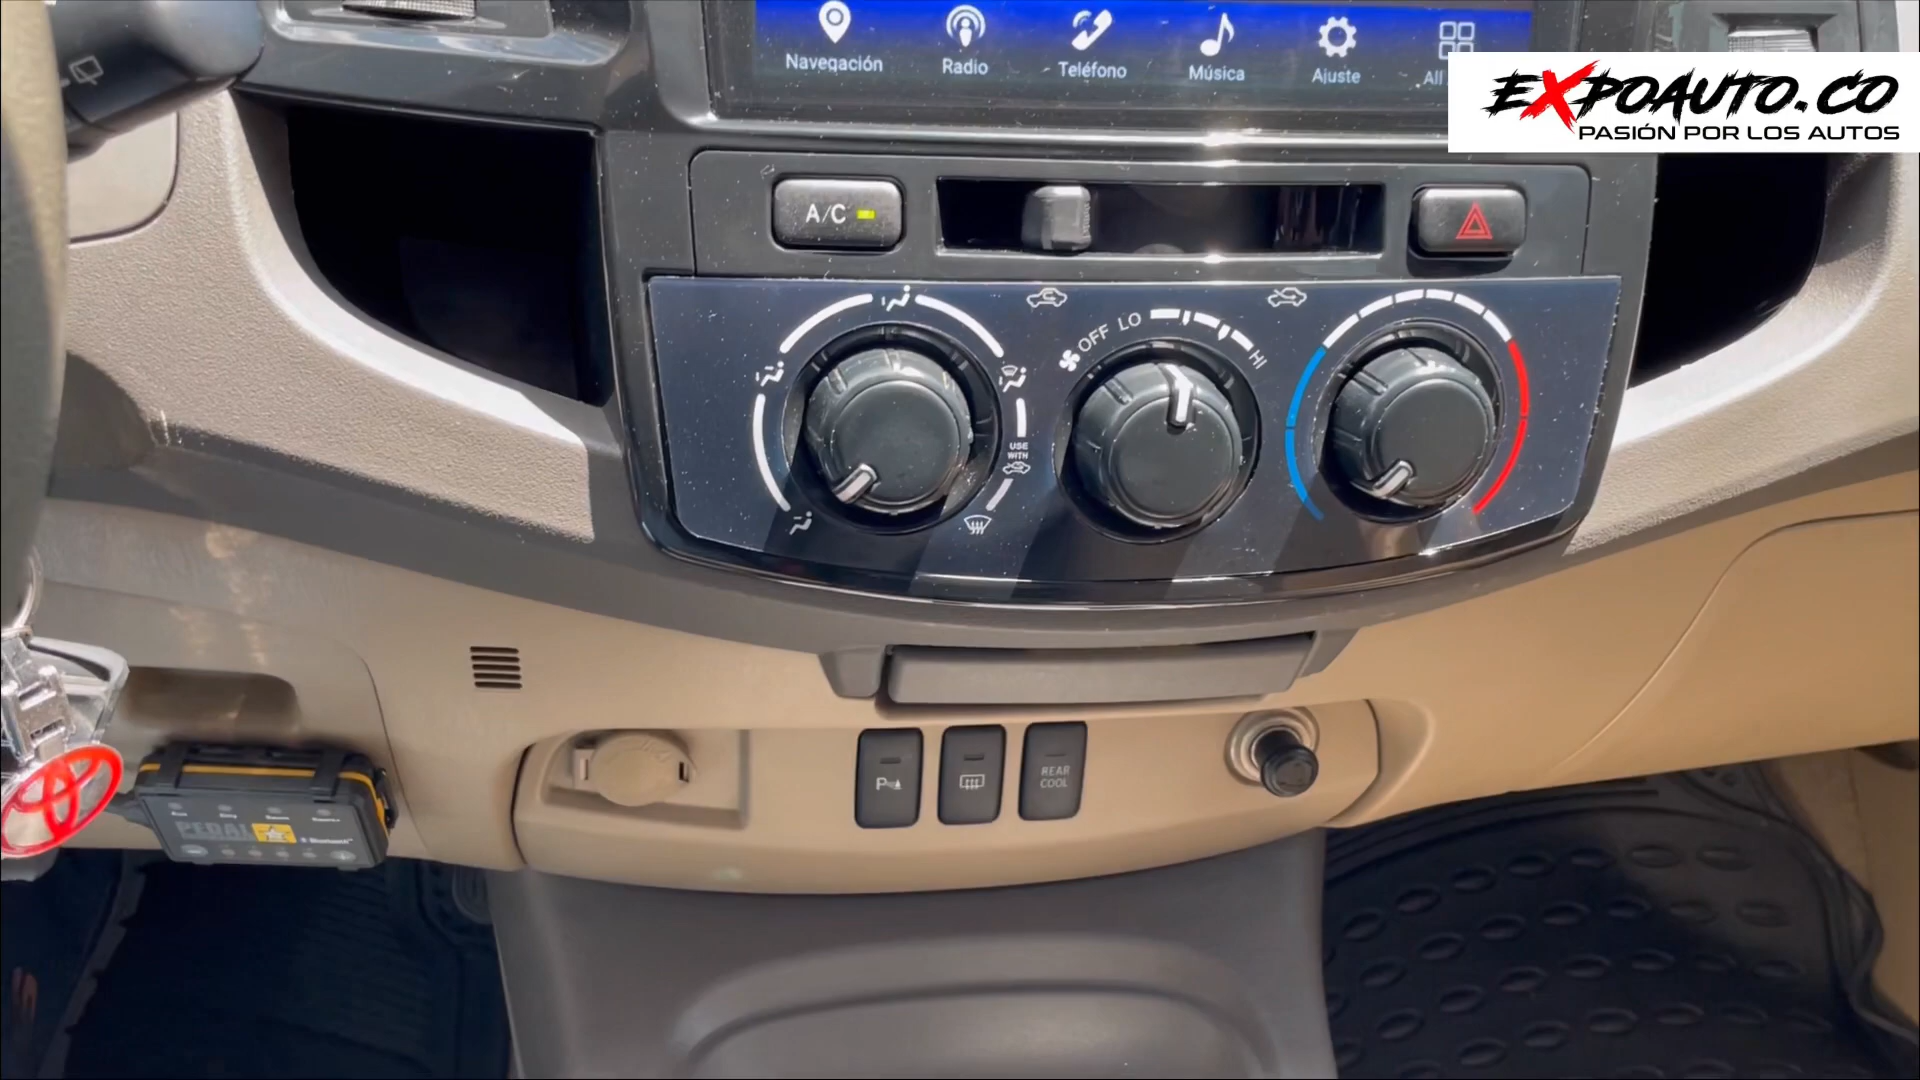 Navegación
Radio
Teléfono
Música
Ajuste
All
EXPOAUTO.CO
PASIÓN POR LOS AUTOS
A/C
OFF LO
HI
USE
WITH
REAR
COOL
P
PEDAL
Bluetooth